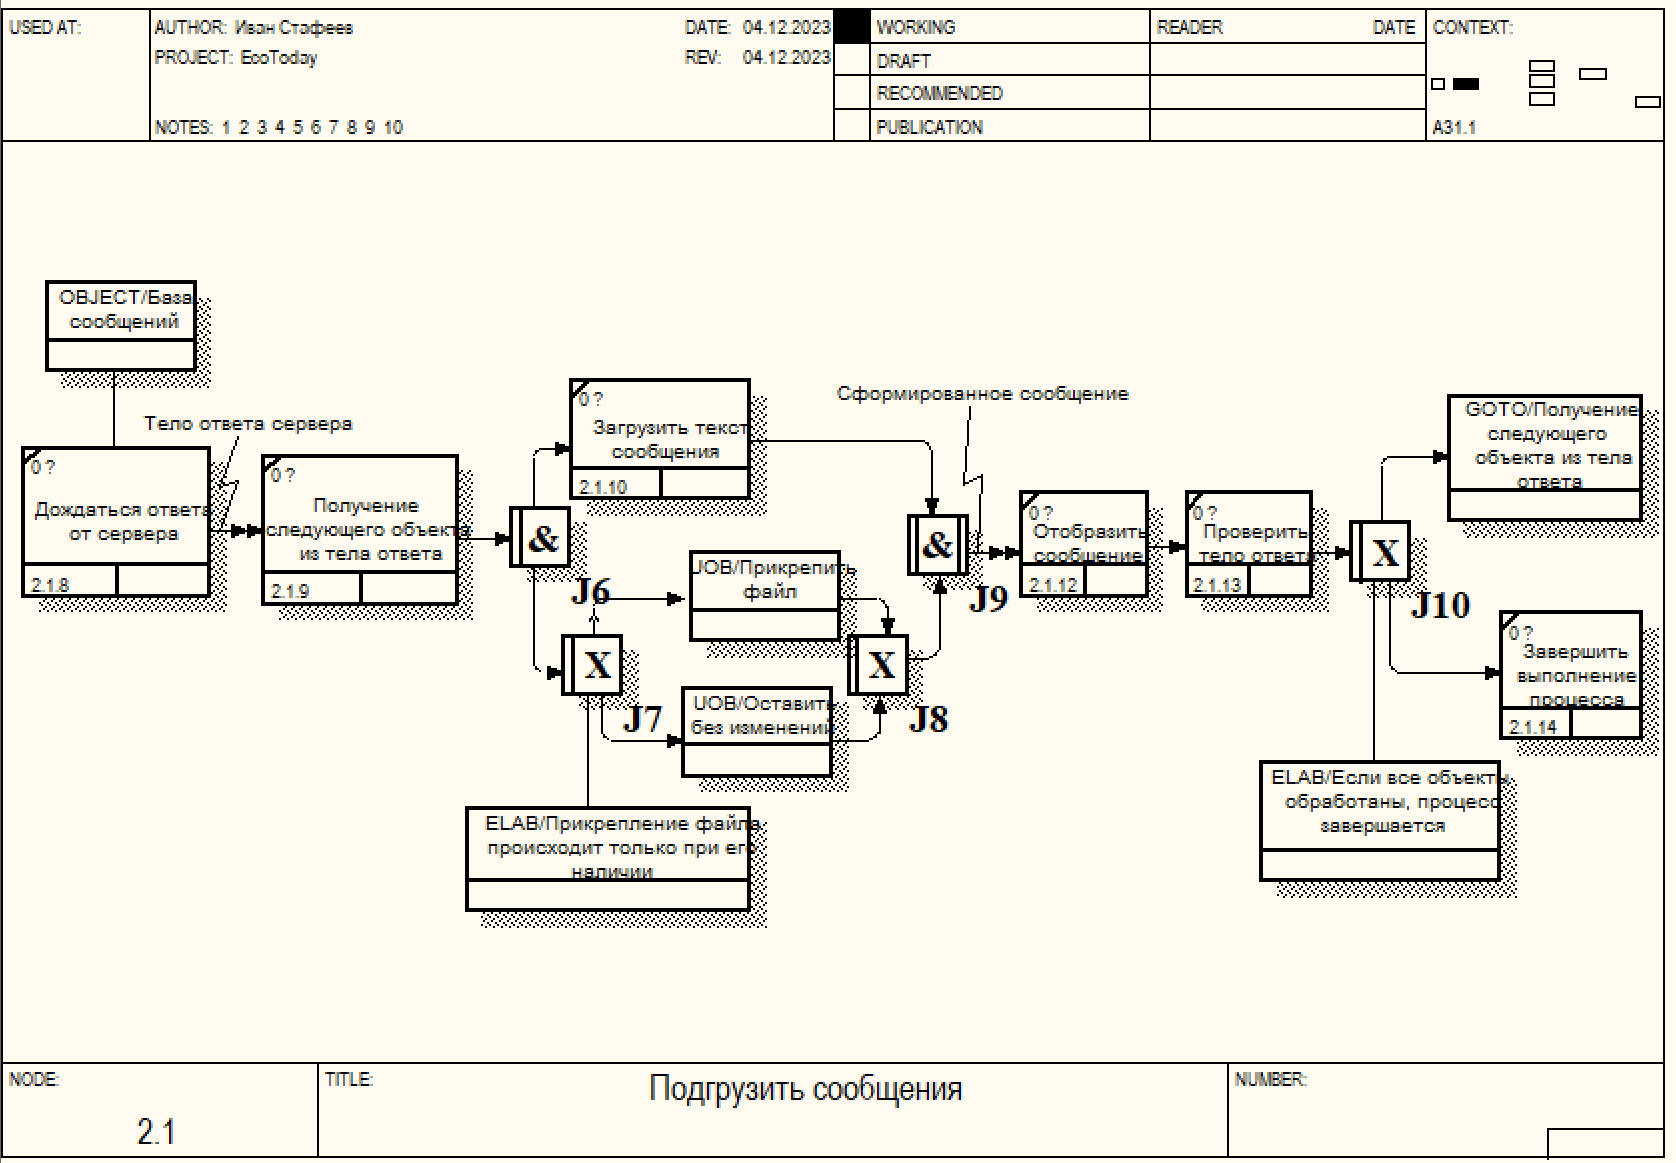 USED AT:
AUTHOR: Иван Стафеев
DATE: 04.12.2023
PROJECT: EcoToday
REV: 04.12.2023
NOTES: 1 2 3 4 5 6 7 8 9 10
WORKING
DRAFT
RECOMMENDED
PUBLICATION
READER
DATE
CONTEXT:
A31.1
OBJECT/База
сообщений
Тело ответа сервера
0 ?
Дождаться ответа
от сервера
2.1.8
0 ?
Получение
следующего объекта
из тела ответа
2.1.9
&
J6
0 ?
Загрузить текст
сообщения
2.1.10
X
J7
UOB/Прикрепить
файл
UOB/Оставить
без изменений
ELAB/Прикрепление файла
происходит только при его
наличии
X
J8
Сформированное сообщение
&
J9
0 ?
Отобразить
сообщение
2.1.12
0 ?
Проверить
тело ответа
2.1.13
X
J10
GOTO/Получение
следующего
объекта из тела
ответа
0 ?
Завершить
выполнение
процесса
2.1.14
ELAB/Если все объекты
обработаны, процесс
завершается
NODE:
2.1
TITLE:
Подгрузить сообщения
NUMBER: